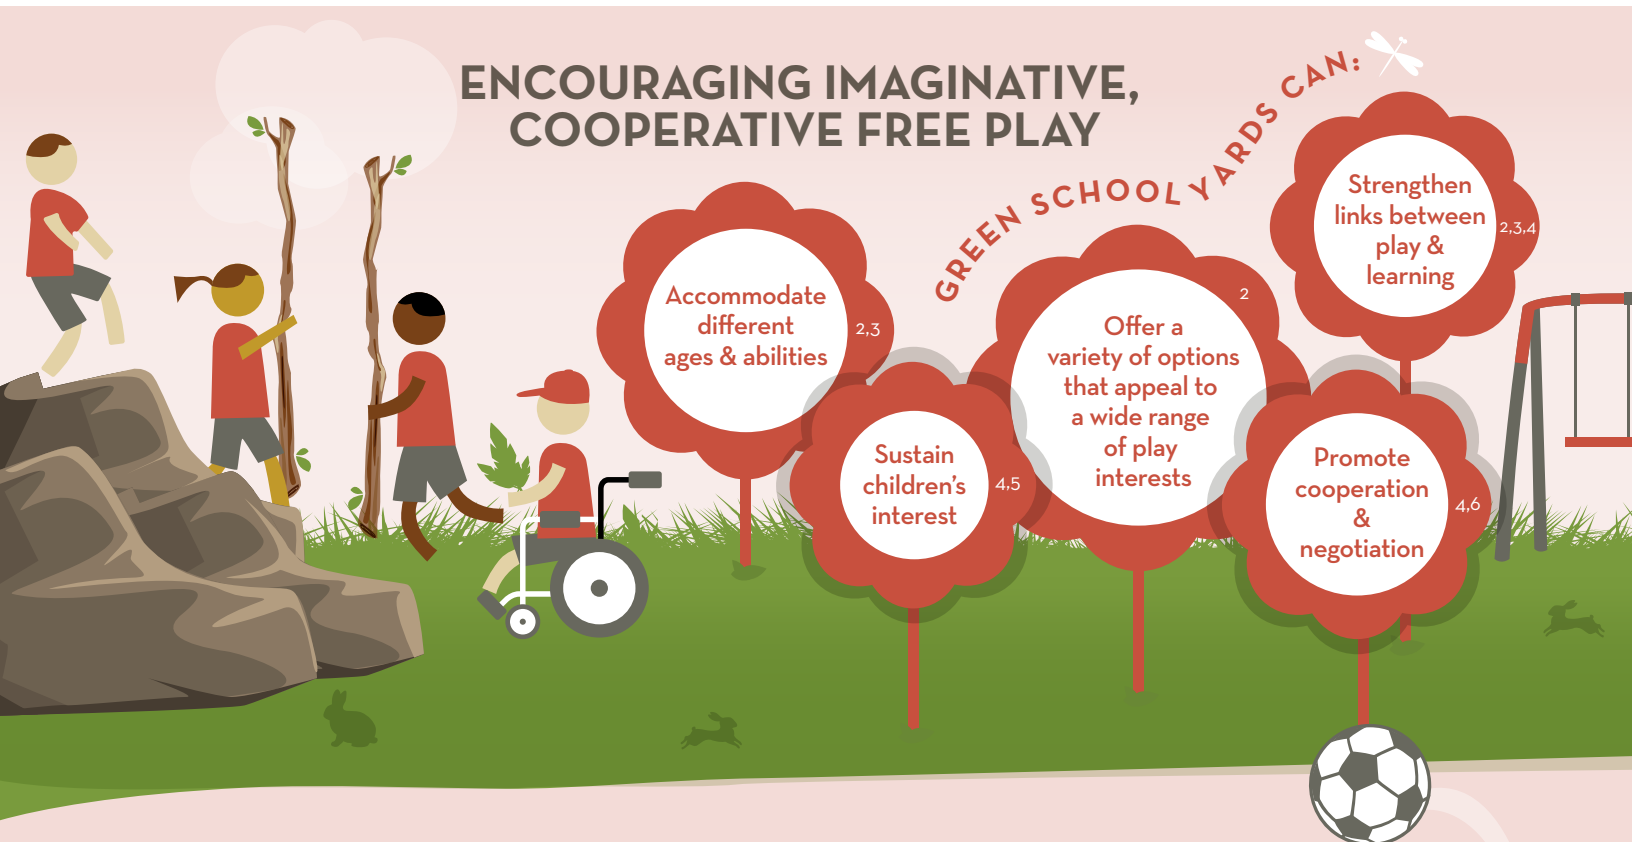 ENCOURAGING IMAGINATIVE,
COOPERATIVE FREE PLAY
GREEN SCHOOL YARDS CAN:
Accommodate
different
ages & abilities
2,3
Sustain
children's
interest
4,5
Offer a
variety of options
that appeal to
a wide range
of play
interests
2
Strengthen
links between
play &
learning
2,3,4
Promote
cooperation
&
negotiation
4,6